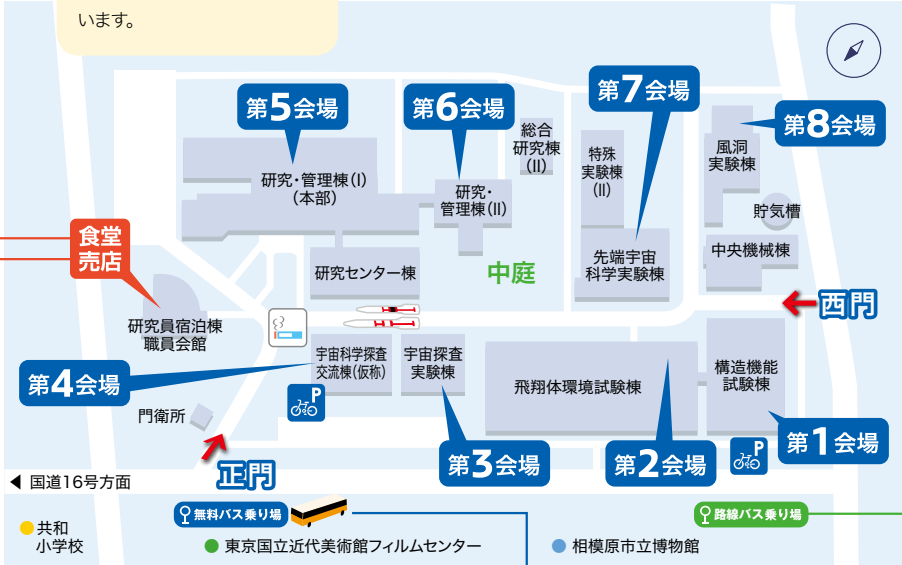 います。
第5会場
第6会場
第7会場
第8会場
総合
研究棟
(II)
特殊
実験棟
(II)
風洞
実験棟
研究・管理棟(I)
(本部)
研究・
管理棟(II)
貯気槽
食堂
売店
研究センター棟
中庭
先端宇宙
科学実験棟
中央機械棟
西門
研究員宿泊棟
職員会館
宇宙科学探査
交流棟(仮称)
宇宙探査
実験棟
飛翔体環境試験棟
構造機能
試験棟
第4会場
P
門衛所
第3会場
第2会場
第1会場
P
正門
国道16号方面
無料バス乗り場
路線バス乗り場
共和
小学校
東京国立近代美術館フィルムセンター
相模原市立博物館